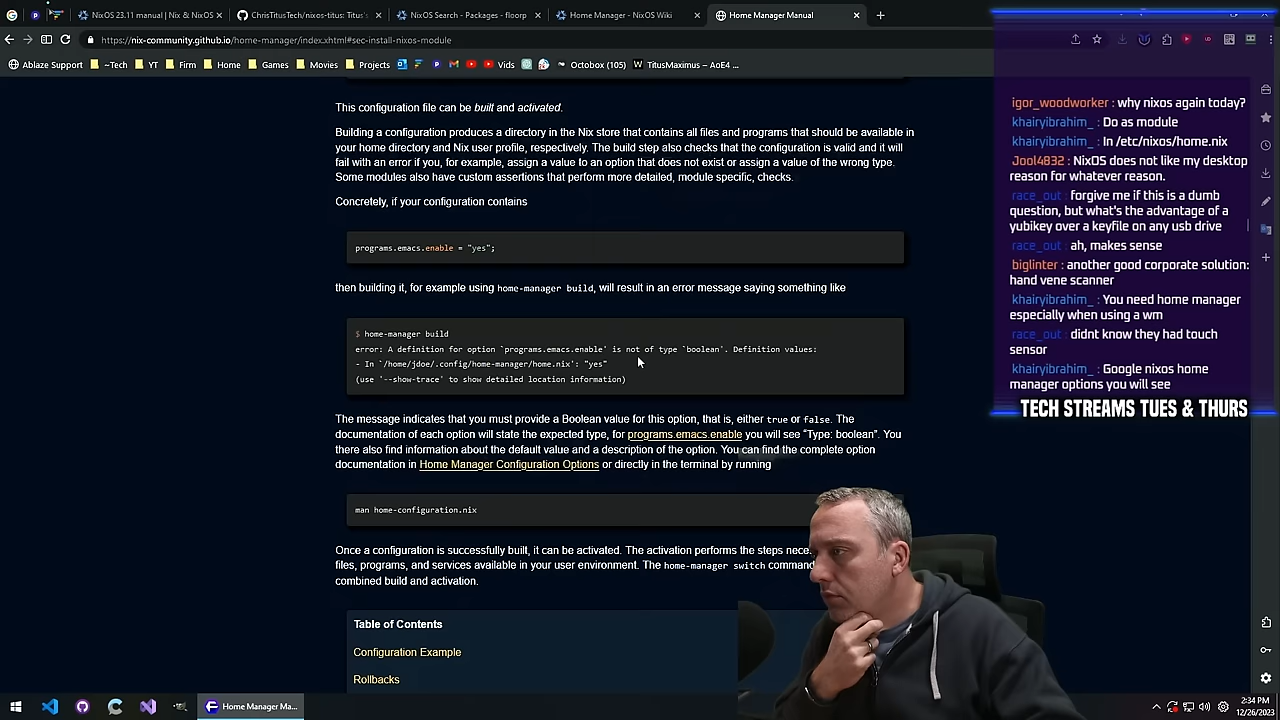 NixOS 23.11 manual | Nix & NixOS
ChrisTitusTech/nixos-titus: Titus'
NixOS search - Packages - floorp
Home Manager - NixOS Wiki
Home Manager Manual
https://nix-community.github.io/home-manager/index.xhtml#sec-install-nixos-module
Ablaze Support
~Tech
YT
Firm
Home
Games
Movies
Projects
Vids
Octobox (105)
TitusMaximus – AoE4 ...
This configuration file can be built and activated.
Building a configuration produces a directory in the Nix store that contains all files and programs that should be available in
your home directory and Nix user profile, respectively. The build step also checks that the configuration is valid and it will
fail with an error if you, for example, assign a value to an option that does not exist or assign a value of the wrong type.
Some modules also have custom assertions that perform more detailed, module specific, checks.
Concretely, if your configuration contains
programs.emacs.enable = "yes";
then building it, for example using home-manager build, will result in an error message saying something like
$ home-manager build
error: A definition for option `programs.emacs.enable' is not of type `boolean'. Definition values:
- In `/home/jdoe/.config/home-manager/home.nix': "yes"
(use '--show-trace' to show detailed location information)
The message indicates that you must provide a Boolean value for this option, that is, either true or false. The
documentation of each option will state the expected type, for programs.emacs.enable you will see “Type: boolean”. You
there also find information about the default value and a description of the option. You can find the complete option
documentation in Home Manager Configuration Options or directly in the terminal by running
man home-configuration.nix
Once a configuration is successfully built, it can be activated. The activation performs the steps
files, programs, and services available in your user environment. The home-manager switch command
combined build and activation.
Table of Contents
Configuration Example
Rollbacks
igor_woodworker : why nixos again today?
khairyibrahim_ : Do as module
khairyibrahim_ : In /etc/nixos/home.nix
Jool4832 : NixOS does not like my desktop
reason for whatever reason.
race_out : forgive me if this is a dumb
question, but what's the advantage of a
yubikey over a keyfile on any usb drive
race_out : ah, makes sense
biglinter : another good corporate solution:
hand vene scanner
khairyibrahim_ : You need home manager
especially when using a wm
race_out : didnt know they had touch
sensor
khairyibrahim_ : Google nixos home
manager options you will see
TECH STREAMS TUES & THURS
Home Manager Ma...
2:34 PM
12/26/2023